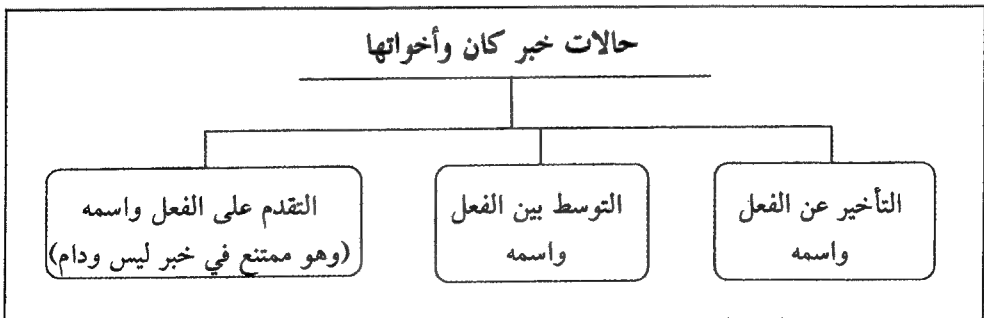 حالات خبر كان وأخواتها
التأخير عن الفعل
واسمه
التوسط بين الفعل
واسمه
التقدم على الفعل واسمه
(وهو ممتنع في خبر ليس ودام)